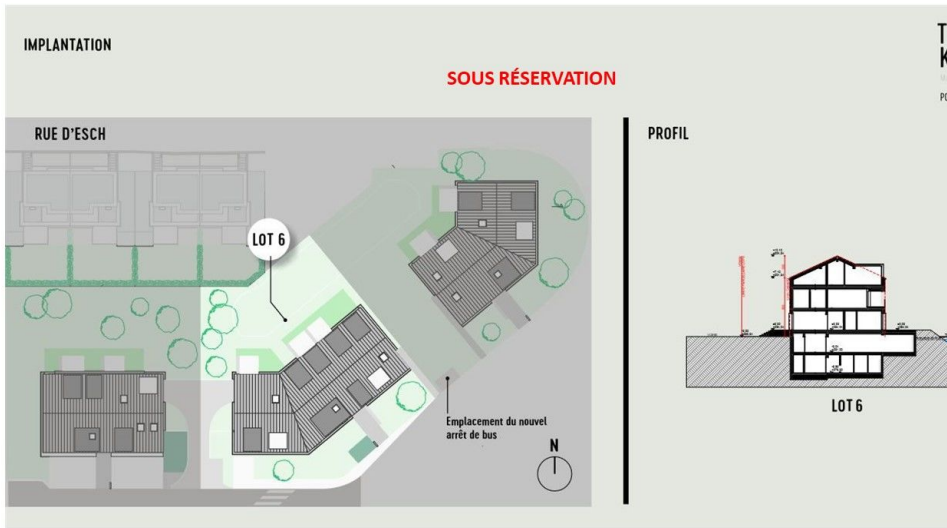 IMPLANTATION
SOUS RÉSERVATION
RUE D'ESCH
PROFIL
LOT 6
Emplacement du nouvel
arrêt de bus
N
LOT 6